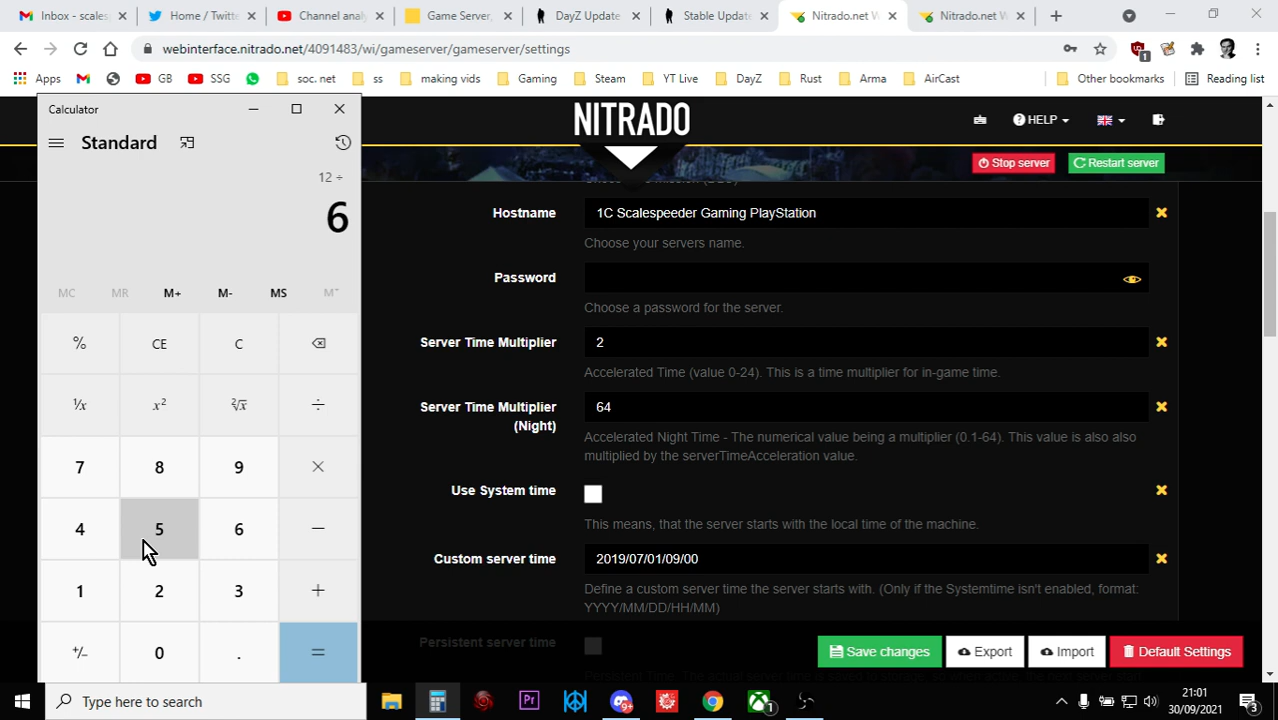 Inbox - scales
Home / Twitte
Channel anal
Game Server,
DayZ Update
Stable Updat
Nitrado.net W
Nitrado.net W
webinterface.nitrado.net/4091483/wi/gameserver/gameserver/settings
1
Apps
GB
SSG
soc. net
ss
making vids
Gaming
Steam
YT Live
DayZ
Rust
Arma
AirCast
Other bookmarks
Reading list
Calculator
Standard
12 ÷
6
MC MR M+ M- MS M˅
% CE C
¹/x x² ²√x ÷
7 8 9 ×
4 5 6 −
1 2 3 +
+/− 0 . =
NITRADO
HELP
Stop server
Restart server
Hostname
1C Scalespeeder Gaming PlayStation
Choose your servers name.
Password
Choose a password for the server.
Server Time Multiplier
2
Accelerated Time (value 0-24). This is a time multiplier for in-game time.
Server Time Multiplier
(Night)
64
Accelerated Night Time - The numerical value being a multiplier (0.1-64). This value is also also
multiplied by the serverTimeAcceleration value.
Use System time
This means, that the server starts with the local time of the machine.
Custom server time
2019/07/01/09/00
Define a custom server time the server starts with. (Only if the Systemtime isn't enabled, format:
YYYY/MM/DD/HH/MM)
Persistent server time
Save changes
Export
Import
Default Settings
Type here to search
Pr
9+
1
21:01
30/09/2021
3